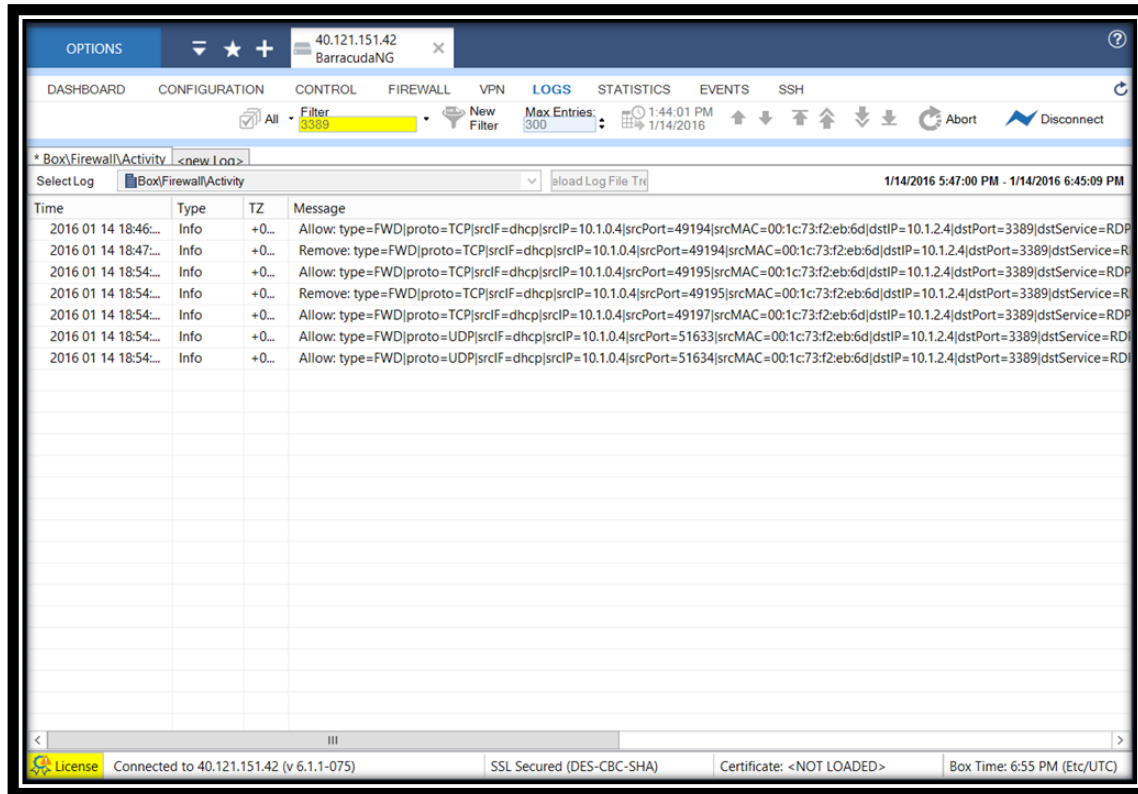 OPTIONS
40.121.151.42
BarracudaNG
DASHBOARD CONFIGURATION CONTROL FIREWALL VPN LOGS STATISTICS EVENTS SSH
All Filter New Filter Max Entries: 1:44:01 PM Abort Disconnect
3389 300 1/14/2016
* Box\Firewall\Activity <new Log>
Select Log Box\Firewall\Activity eload Log File Tre 1/14/2016 5:47:00 PM - 1/14/2016 6:45:09 PM
Time Type TZ Message
2016 01 14 18:46:... Info +0... Allow: type=FWD|proto=TCP|srcIF=dhcp|srcIP=10.1.0.4|srcPort=49194|srcMAC=00:1c:73:f2:eb:6d|dstIP=10.1.2.4|dstPort=3389|dstService=RDP
2016 01 14 18:47:... Info +0... Remove: type=FWD|proto=TCP|srcIF=dhcp|srcIP=10.1.0.4|srcPort=49194|srcMAC=00:1c:73:f2:eb:6d|dstIP=10.1.2.4|dstPort=3389|dstService=R
2016 01 14 18:54:... Info +0... Allow: type=FWD|proto=TCP|srcIF=dhcp|srcIP=10.1.0.4|srcPort=49195|srcMAC=00:1c:73:f2:eb:6d|dstIP=10.1.2.4|dstPort=3389|dstService=RDP
2016 01 14 18:54:... Info +0... Remove: type=FWD|proto=TCP|srcIF=dhcp|srcIP=10.1.0.4|srcPort=49195|srcMAC=00:1c:73:f2:eb:6d|dstIP=10.1.2.4|dstPort=3389|dstService=R
2016 01 14 18:54:... Info +0... Allow: type=FWD|proto=TCP|srcIF=dhcp|srcIP=10.1.0.4|srcPort=49197|srcMAC=00:1c:73:f2:eb:6d|dstIP=10.1.2.4|dstPort=3389|dstService=RDP
2016 01 14 18:54:... Info +0... Allow: type=FWD|proto=UDP|srcIF=dhcp|srcIP=10.1.0.4|srcPort=51633|srcMAC=00:1c:73:f2:eb:6d|dstIP=10.1.2.4|dstPort=3389|dstService=RD
2016 01 14 18:54:... Info +0... Allow: type=FWD|proto=UDP|srcIF=dhcp|srcIP=10.1.0.4|srcPort=51634|srcMAC=00:1c:73:f2:eb:6d|dstIP=10.1.2.4|dstPort=3389|dstService=RD
License Connected to 40.121.151.42 (v 6.1.1-075) SSL Secured (DES-CBC-SHA) Certificate: <NOT LOADED> Box Time: 6:55 PM (Etc/UTC)